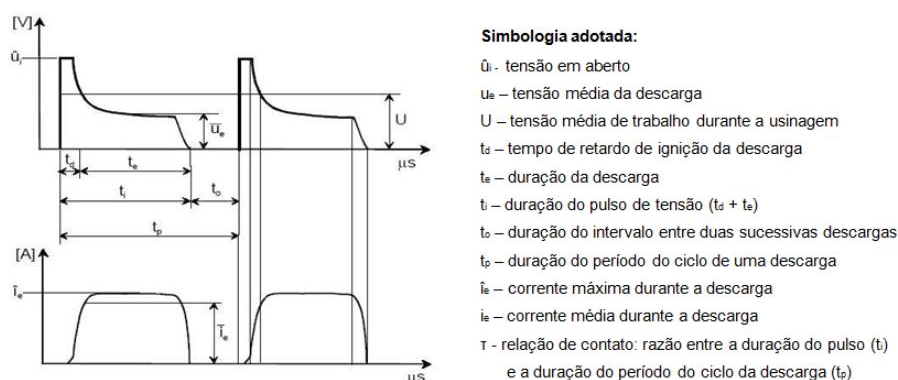 [V]
ûi
ūe
U
td
te
µs
ti
to
tp
[A]
îe
īe
µs
Simbologia adotada:
ûi - tensão em aberto
ue – tensão média da descarga
U – tensão média de trabalho durante a usinagem
td – tempo de retardo de ignição da descarga
te – duração da descarga
ti – duração do pulso de tensão (td + te)
to – duração do intervalo entre duas sucessivas descargas
tp – duração do período do ciclo de uma descarga
îe – corrente máxima durante a descarga
ie – corrente média durante a descarga
τ - relação de contato: razão entre a duração do pulso (ti)
e a duração do período do ciclo da descarga (tp)